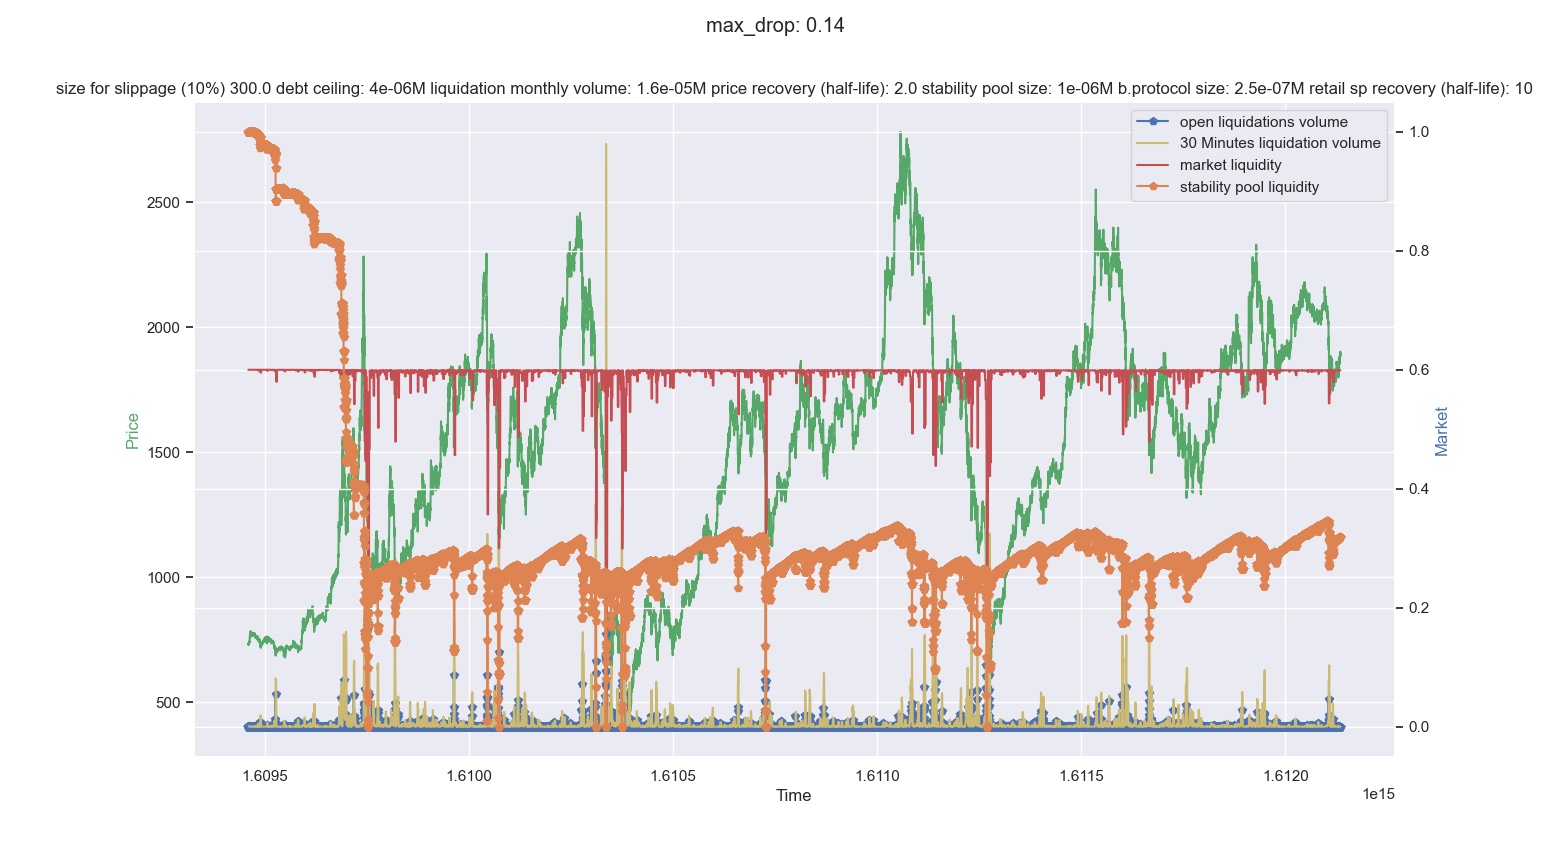 max_drop: 0.14
size for slippage (10%) 300.0 debt ceiling: 4e-06M liquidation monthly volume: 1.6e-05M price recovery (half-life): 2.0 stability pool size: 1e-06M b.protocol size: 2.5e-07M retail sp recovery (half-life): 10
open liquidations volume
30 Minutes liquidation volume
market liquidity
stability pool liquidity
2500
2000
1500
1000
500
Price
1.0
0.8
0.6
0.4
0.2
0.0
Market
1.6095 1.6100 1.6105 1.6110 1.6115 1.6120
Time
1e15